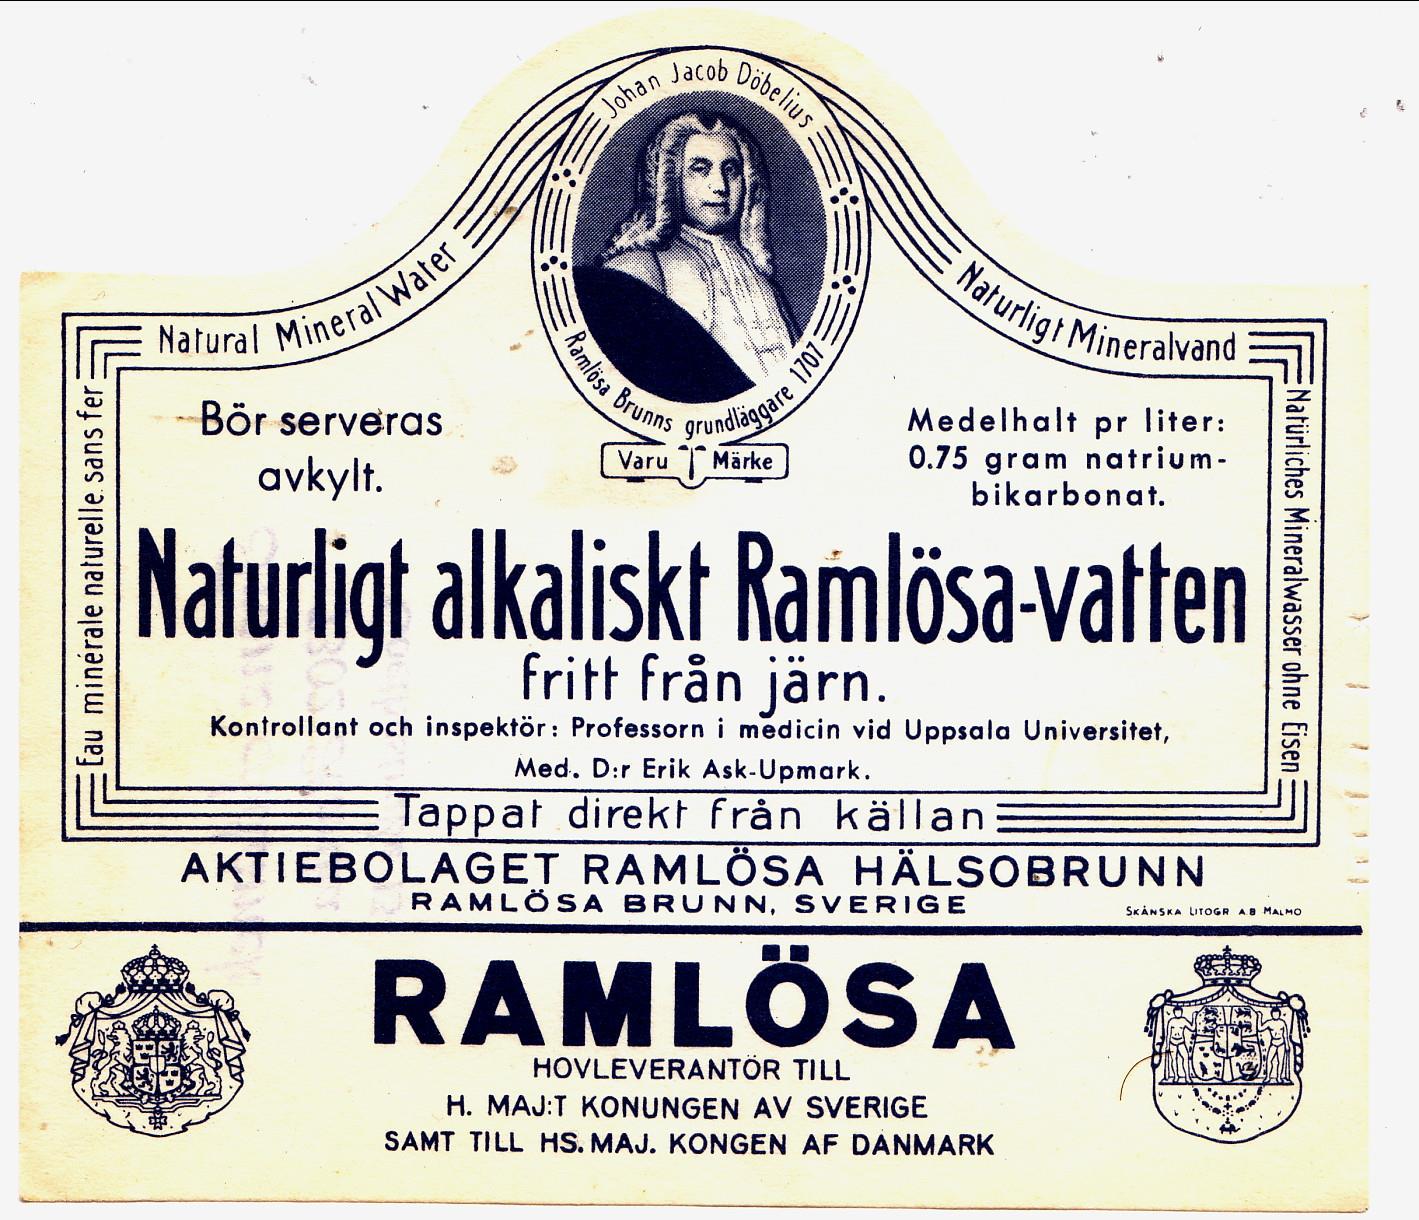 Johan Jacob Döbelius
Ramlösa Brunns grundläggare 1707
Varu Märke
Natural Mineral Water
Naturligt Mineralvand
Eau minérale naturelle sans fer
Natürliches Mineralwasser ohne Eisen
Bör serveras
avkylt.
Medelhalt pr liter:
0.75 gram natrium-
bikarbonat.
Naturligt alkaliskt Ramlösa-vatten
fritt från järn.
Kontrollant och inspektör: Professorn i medicin vid Uppsala Universitet,
Med. D:r Erik Ask-Upmark.
Tappat direkt från källan
AKTIEBOLAGET RAMLÖSA HÄLSOBRUNN
RAMLÖSA BRUNN, SVERIGE
SKÅNSKA LITOGR A.B MALMO
RAMLÖSA
HOVLEVERANTÖR TILL
H. MAJ:T KONUNGEN AV SVERIGE
SAMT TILL HS. MAJ. KONGEN AF DANMARK